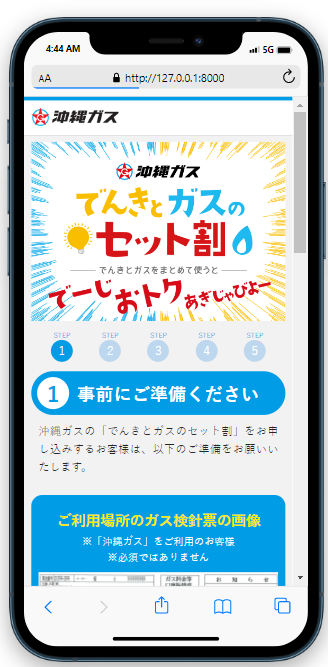 4:44 AM
5G
AA
http://127.0.0.1:8000
沖縄ガス
沖縄ガス
でんきとガスの
セット割
でんきとガスをまとめて使うと
でーじおトクあきじゃびよー
STEP STEP STEP STEP STEP
1 2 3 4 5
1 事前にご準備ください
沖縄ガスの「でんきとガスのセット割」をお申
し込みするお客様は、以下のご準備をお願いい
たします。
ご利用場所のガス検針票の画像
※「沖縄ガス」をご利用のお客様
※必須ではありません
お知らせ